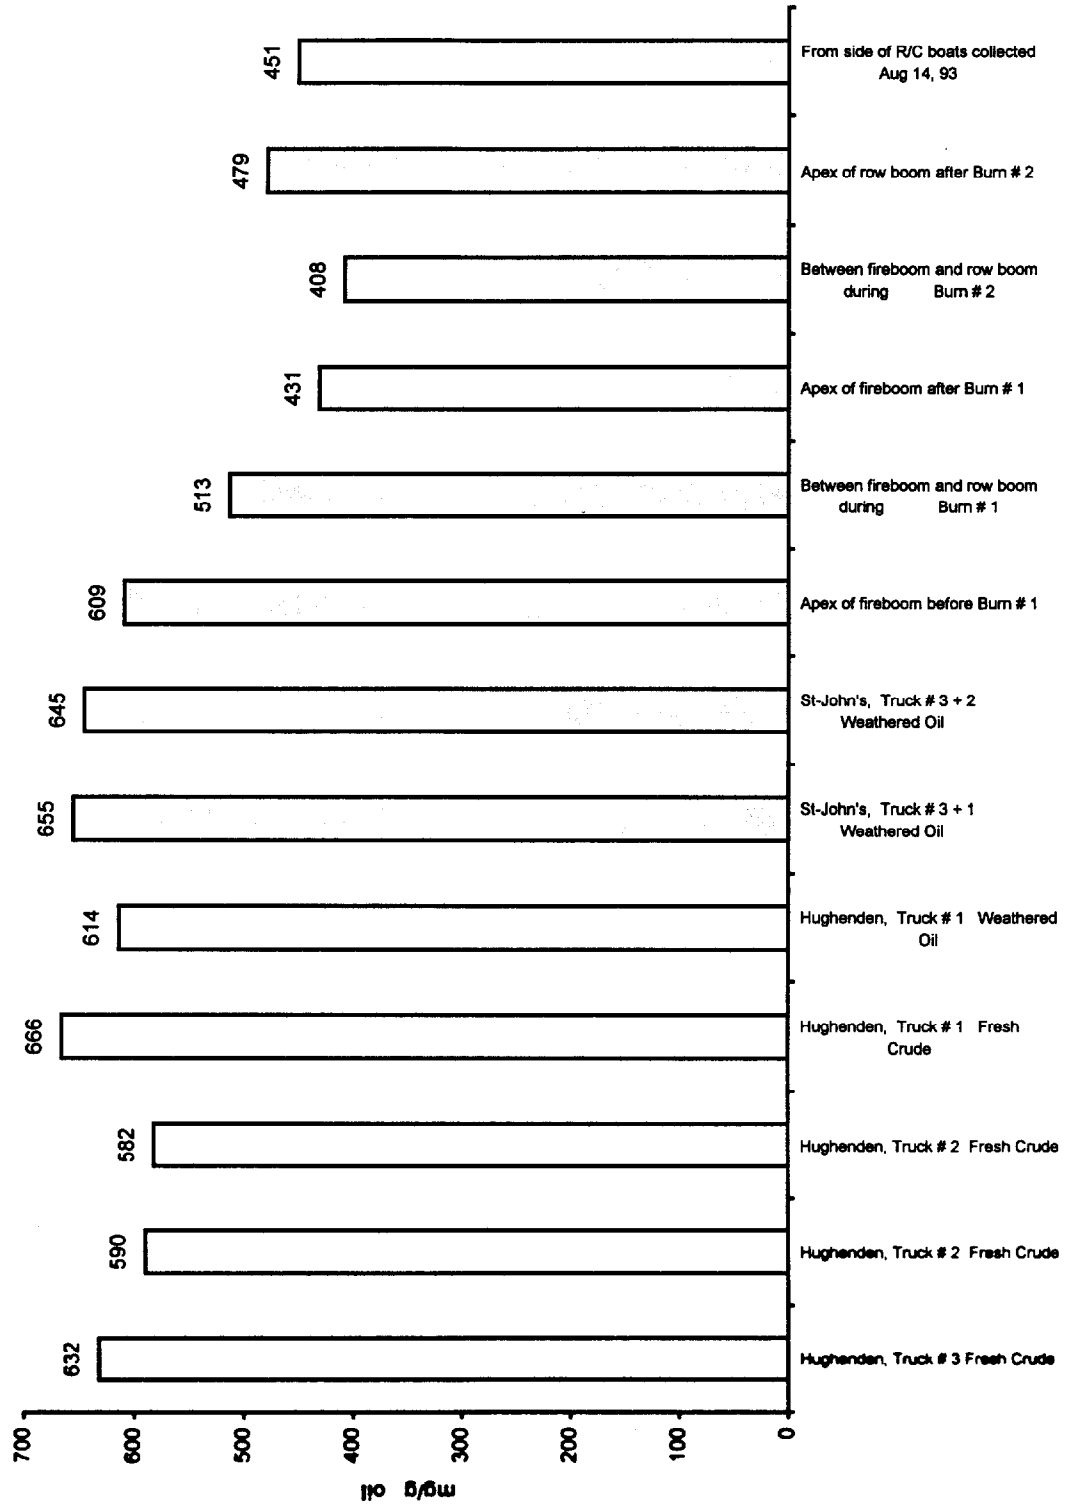 451
From side of R/C boats collected
Aug 14, 93
479
Apex of row boom after Burn # 2
408
Between fireboom and row boom
during Burn # 2
431
Apex of fireboom after Burn # 1
513
Between fireboom and row boom
during Burn # 1
609
Apex of fireboom before Burn # 1
645
St-John's, Truck # 3 + 2
Weathered Oil
655
St-John's, Truck # 3 + 1
Weathered Oil
614
Hughenden, Truck # 1 Weathered
Oil
666
Hughenden, Truck # 1 Fresh
Crude
582
Hughenden, Truck # 2 Fresh Crude
590
Hughenden, Truck # 2 Fresh Crude
632
Hughenden, Truck # 3 Fresh Crude
700
600
500
400
300
200
100
0
mg/g oil